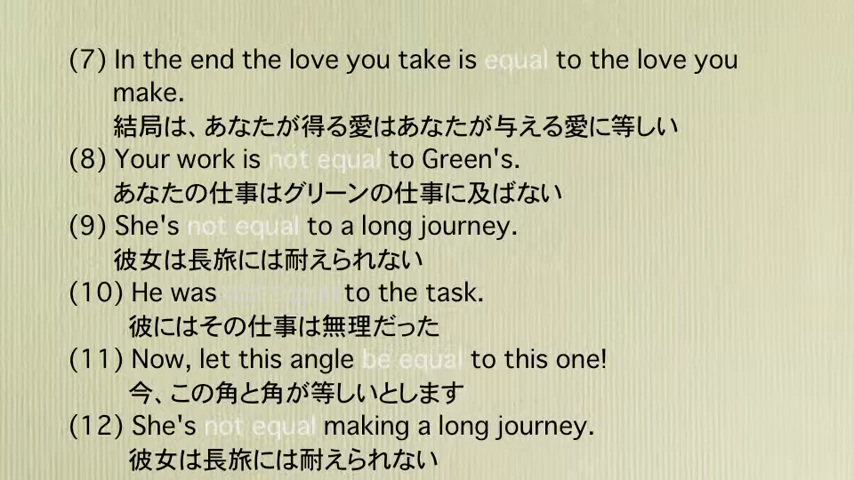 (7) In the end the love you take is equal to the love you
make.
結局は、あなたが得る愛はあなたが与える愛に等しい
(8) Your work is not equal to Green's.
あなたの仕事はグリーンの仕事に及ばない
(9) She's not equal to a long journey.
彼女は長旅には耐えられない
(10) He was to the task.
彼にはその仕事は無理だった
(11) Now, let this angle be equal to this one!
今、この角と角が等しいとします
(12) She's not equal making a long journey.
彼女は長旅には耐えられない